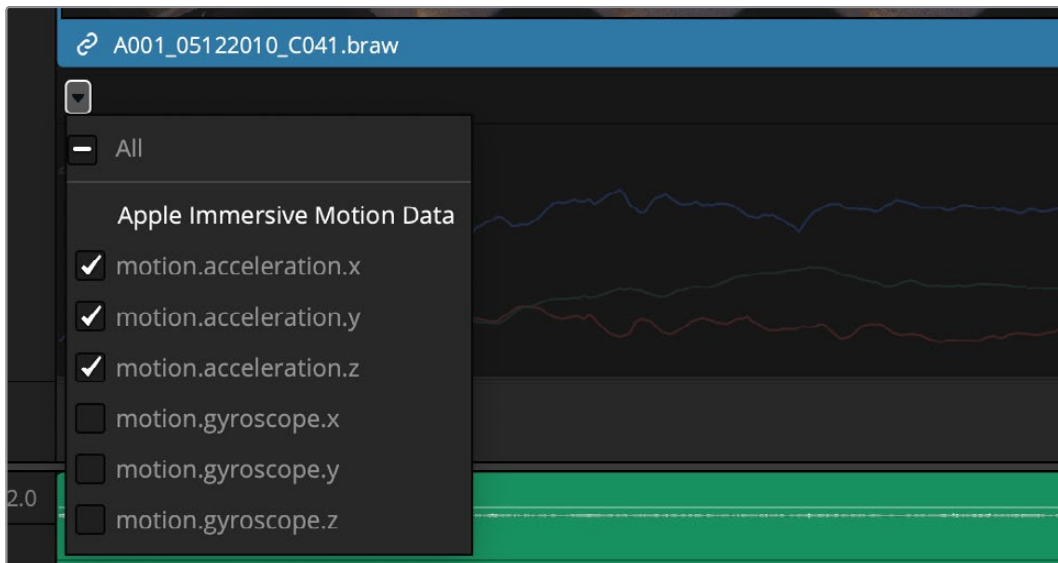 A001_05122010_C041.braw
All
Apple Immersive Motion Data
motion.acceleration.x
motion.acceleration.y
motion.acceleration.z
motion.gyroscope.x
motion.gyroscope.y
2.0
motion.gyroscope.z